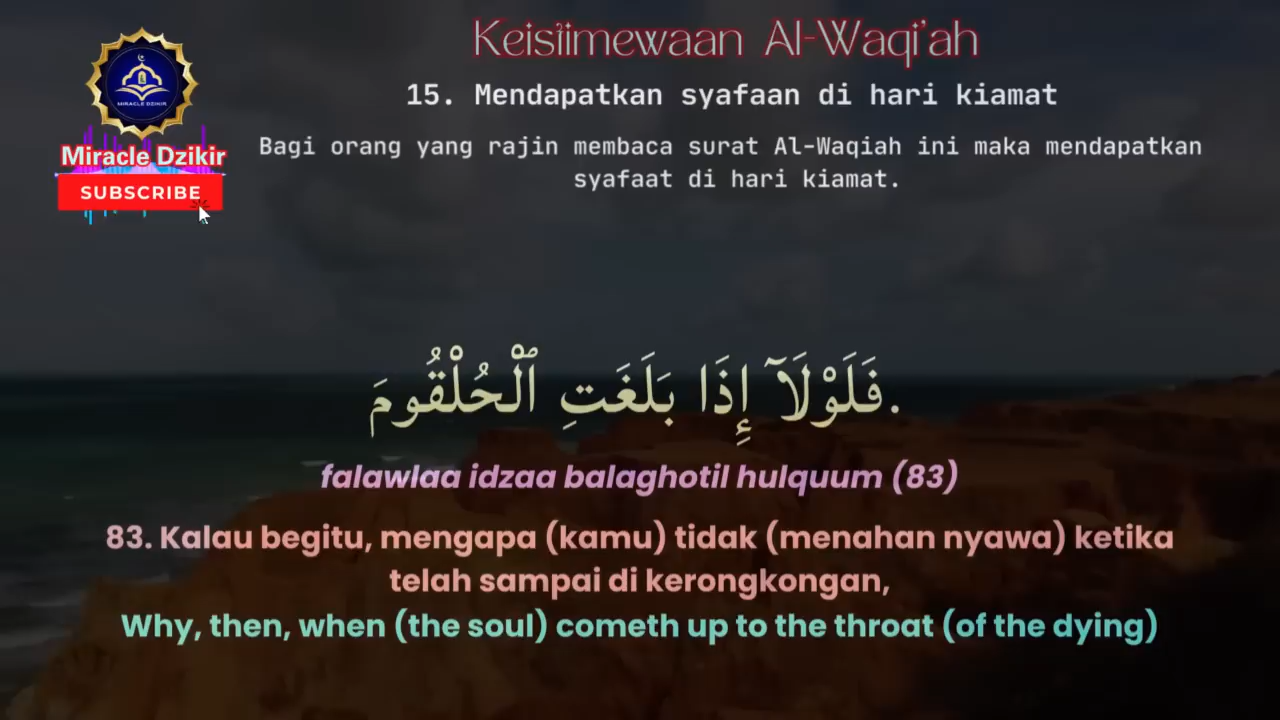 Keistimewaan Al-Waqi'ah
15. Mendapatkan syafaan di hari kiamat
Bagi orang yang rajin membaca surat Al-Waqiah ini maka mendapatkan
syafaat di hari kiamat.
MIRACLE DZIKIR
Miracle Dzikir
SUBSCRIBE
فَلَوْلَآ إِذَا بَلَغَتِ ٱلْحُلْقُومَ.
falawlaa idzaa balaghotil hulquum (83)
83. Kalau begitu, mengapa (kamu) tidak (menahan nyawa) ketika
telah sampai di kerongkongan,
Why, then, when (the soul) cometh up to the throat (of the dying)